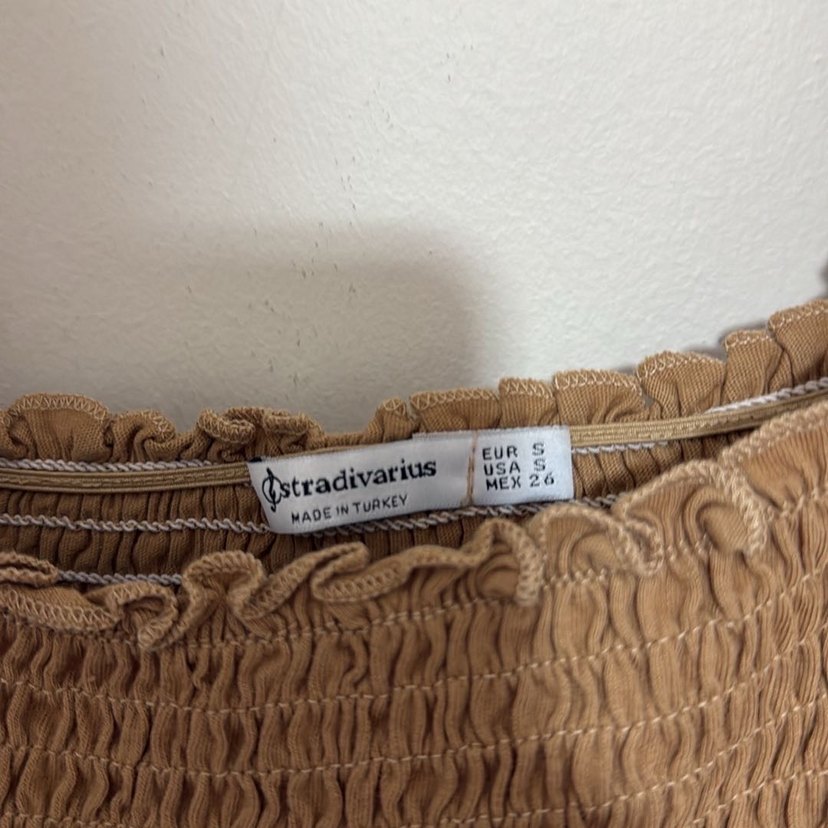 stradivarius
MADE IN TURKEY
EUR S
USA S
MEX 26